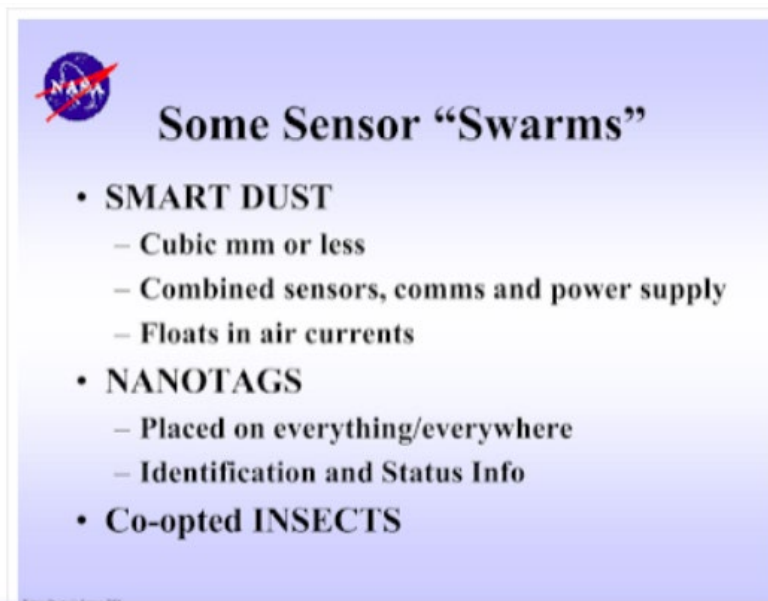 NASA
Some Sensor “Swarms”
• SMART DUST
– Cubic mm or less
– Combined sensors, comms and power supply
– Floats in air currents
• NANOTAGS
– Placed on everything/everywhere
– Identification and Status Info
• Co-opted INSECTS